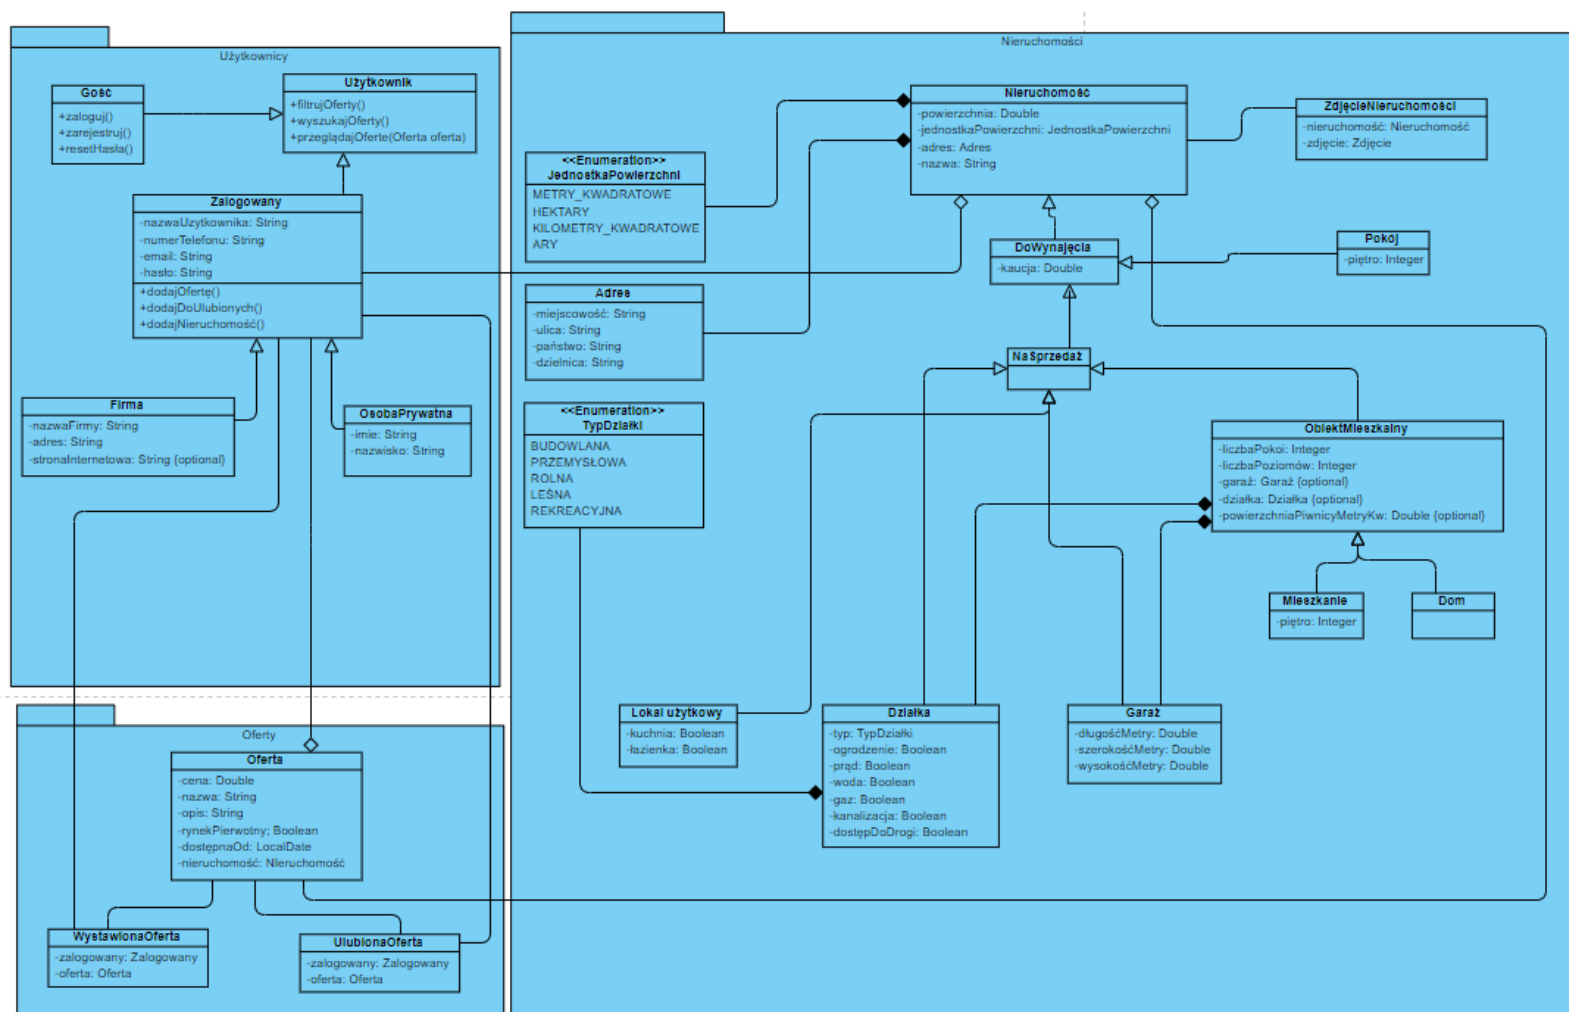 Użytkownicy
Gość
+zaloguj()
+zarejestruj()
+resetHasła()
Użytkownik
+filtrujOferty()
+wyszukajOferty()
+przeglądajOferte(Oferta oferta)
Zalogowany
-nazwaUzytkownika: String
-numerTelefonu: String
-email: String
-hasło: String
+dodajOfertę()
+dodajDoUlubionych()
+dodajNieruchomość()
Firma
-nazwaFirmy: String
-adres: String
-stronaInternetowa: String {optional}
OsobaPrywatna
-imie: String
-nazwisko: String
Oferty
Oferta
-cena: Double
-nazwa: String
-opis: String
-rynekPierwotny; Boolean
-dostępnaOd: LocalDate
-nieruchomość: NIeruchomość
WystawionaOferta
-zalogowany: Zalogowany
-oferta: Oferta
UlubionaOferta
-zalogowany: Zalogowany
-oferta: Oferta
Nieruchomości
Nieruchomość
-powierzchnia: Double
-jednostkaPowierzchni: JednostkaPowierzchni
-adres: Adres
-nazwa: String
ZdjęcieNieruchomości
-nieruchomość: Nieruchomość
-zdjęcie: Zdjęcie
<<Enumeration>>
JednostkaPowierzchni
METRY_KWADRATOWE
HEKTARY
KILOMETRY_KWADRATOWE
ARY
DoWynajęcia
-kaucja: Double
Pokój
-piętro: Integer
Adres
-miejscowość: String
-ulica: String
-państwo: String
-dzielnica: String
NaSprzedaż
<<Enumeration>>
TypDziałki
BUDOWLANA
PRZEMYSŁOWA
ROLNA
LEŚNA
REKREACYJNA
ObiektMieszkalny
-liczbaPokoi: Integer
-liczbaPoziomów: Integer
-garaż: Garaż {optional}
-działka: Działka {optional}
-powierzchniaPiwnicyMetryKw: Double {optional}
Mieszkanie
-piętro: Integer
Dom
Lokal użytkowy
-kuchnia: Boolean
-łazienka: Boolean
Działka
-typ: TypDziałki
-ogrodzenie: Boolean
-prąd: Boolean
-woda: Boolean
-gaz: Boolean
-kanalizacja: Boolean
-dostępDoDrogi: Boolean
Garaż
-długośćMetry: Double
-szerokośćMetry: Double
-wysokośćMetry: Double